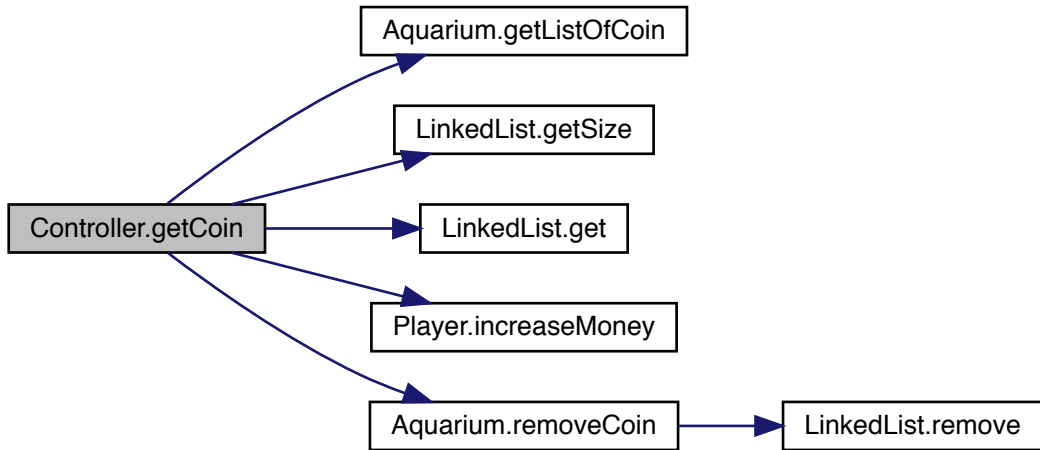 Aquarium.getListOfCoin
LinkedList.getSize
Controller.getCoin
LinkedList.get
Player.increaseMoney
Aquarium.removeCoin
LinkedList.remove